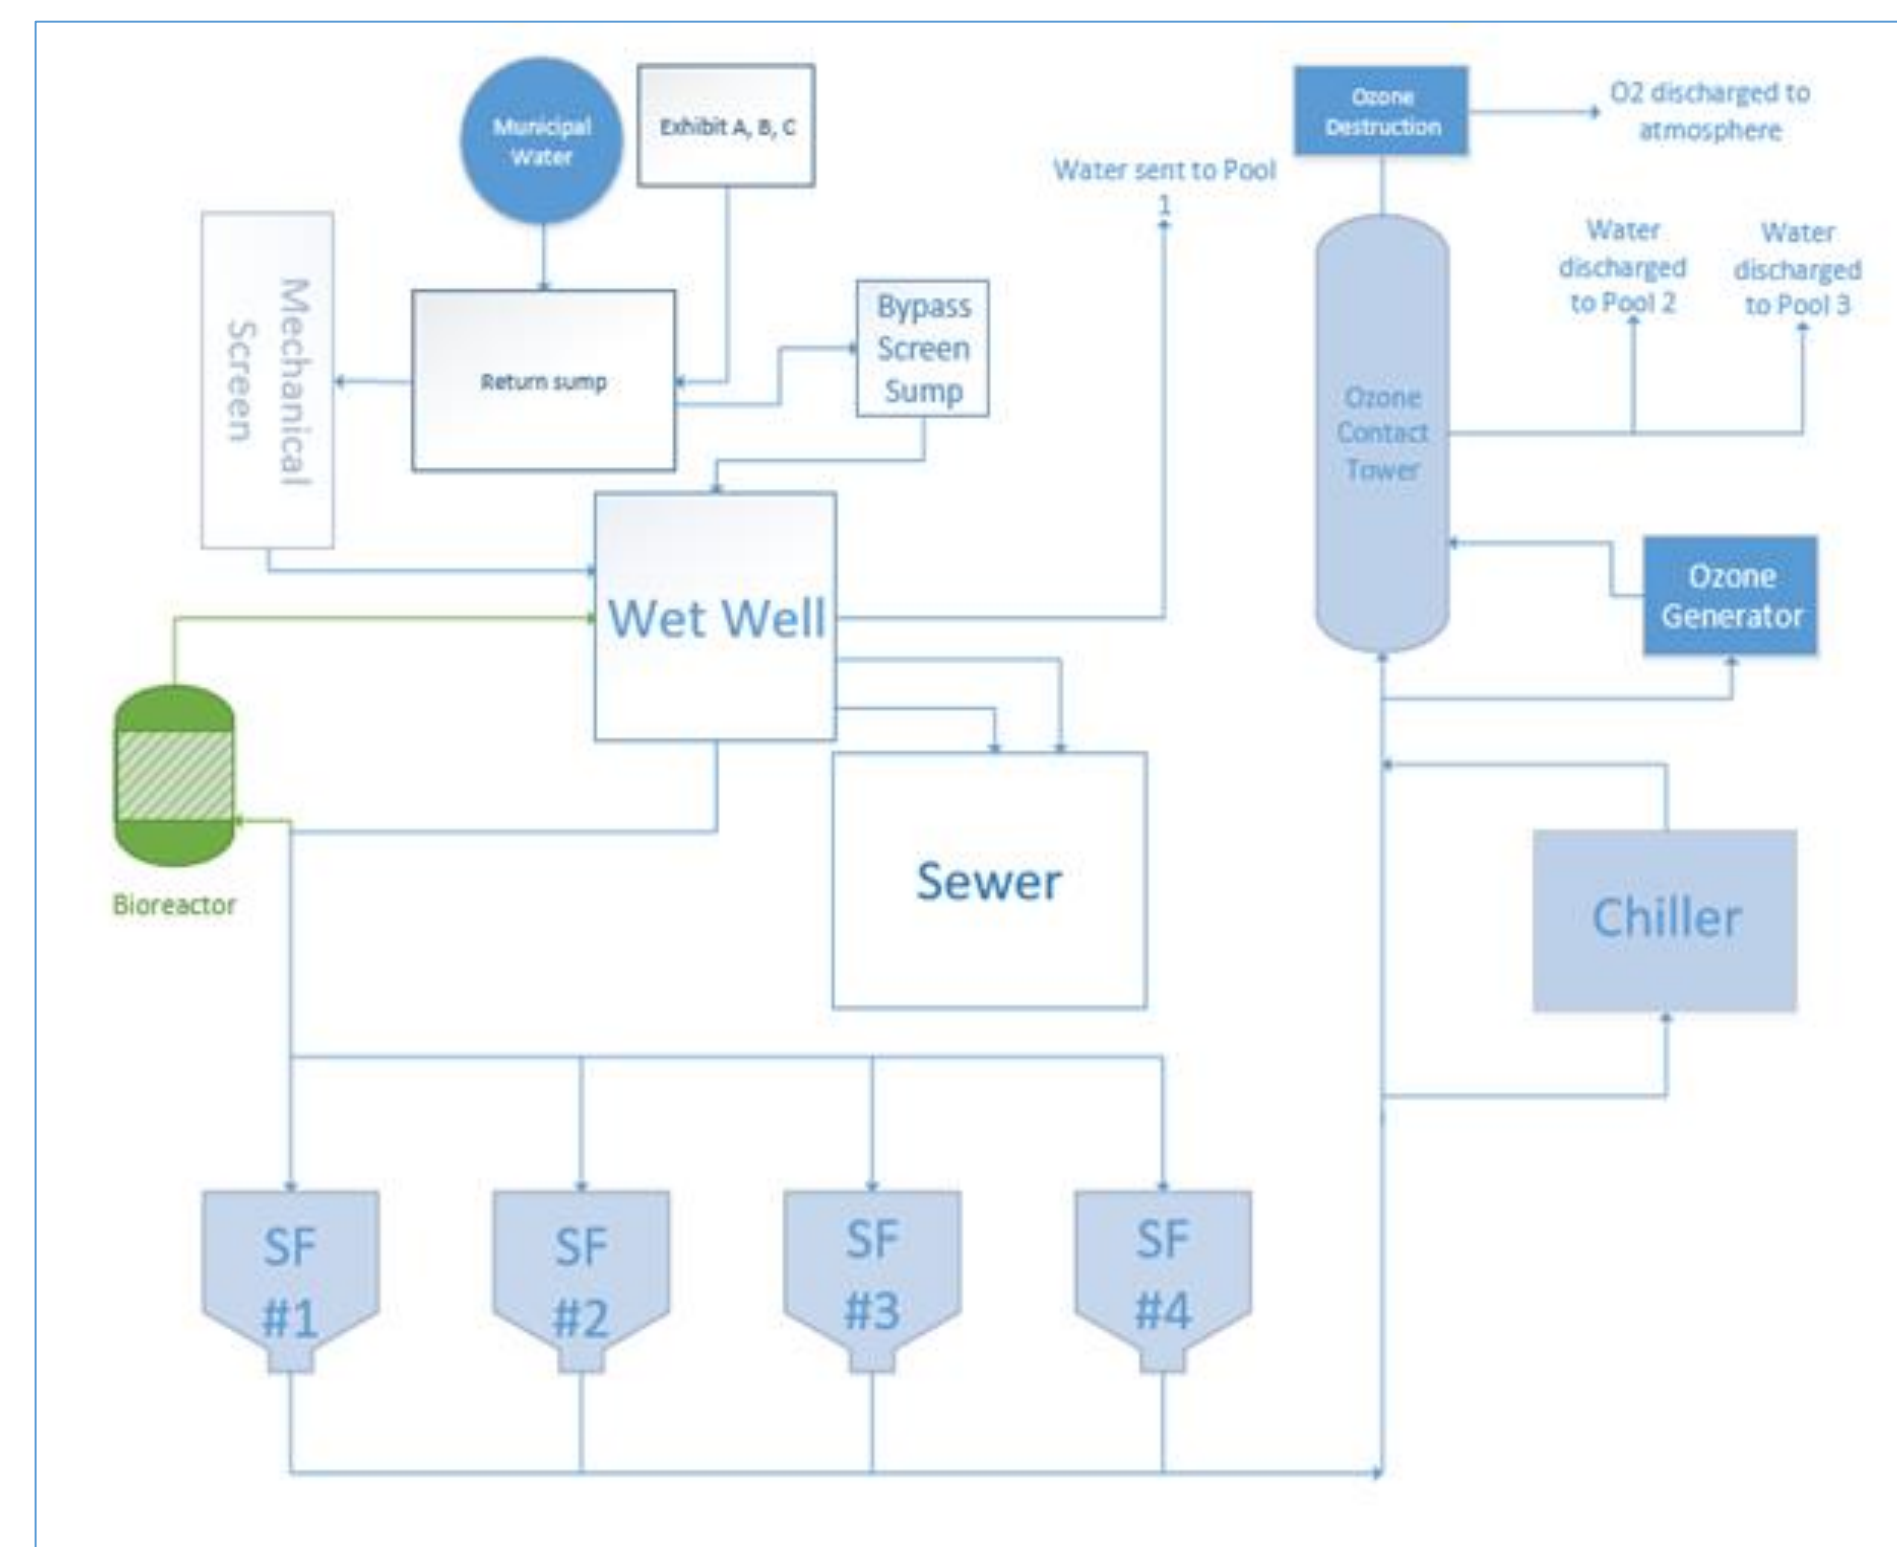 Municipal
Water
Exhibit A, B, C
Ozone
Destruction
O2 discharged to
atmosphere
Water sent to Pool
1
Water
discharged
to Pool 2
Water
discharged
to Pool 3
Mechanical
Screen
Return sump
Bypass
Screen
Sump
Ozone
Contact
Tower
Wet Well
Ozone
Generator
Bioreactor
Sewer
Chiller
SF
#1
SF
#2
SF
#3
SF
#4